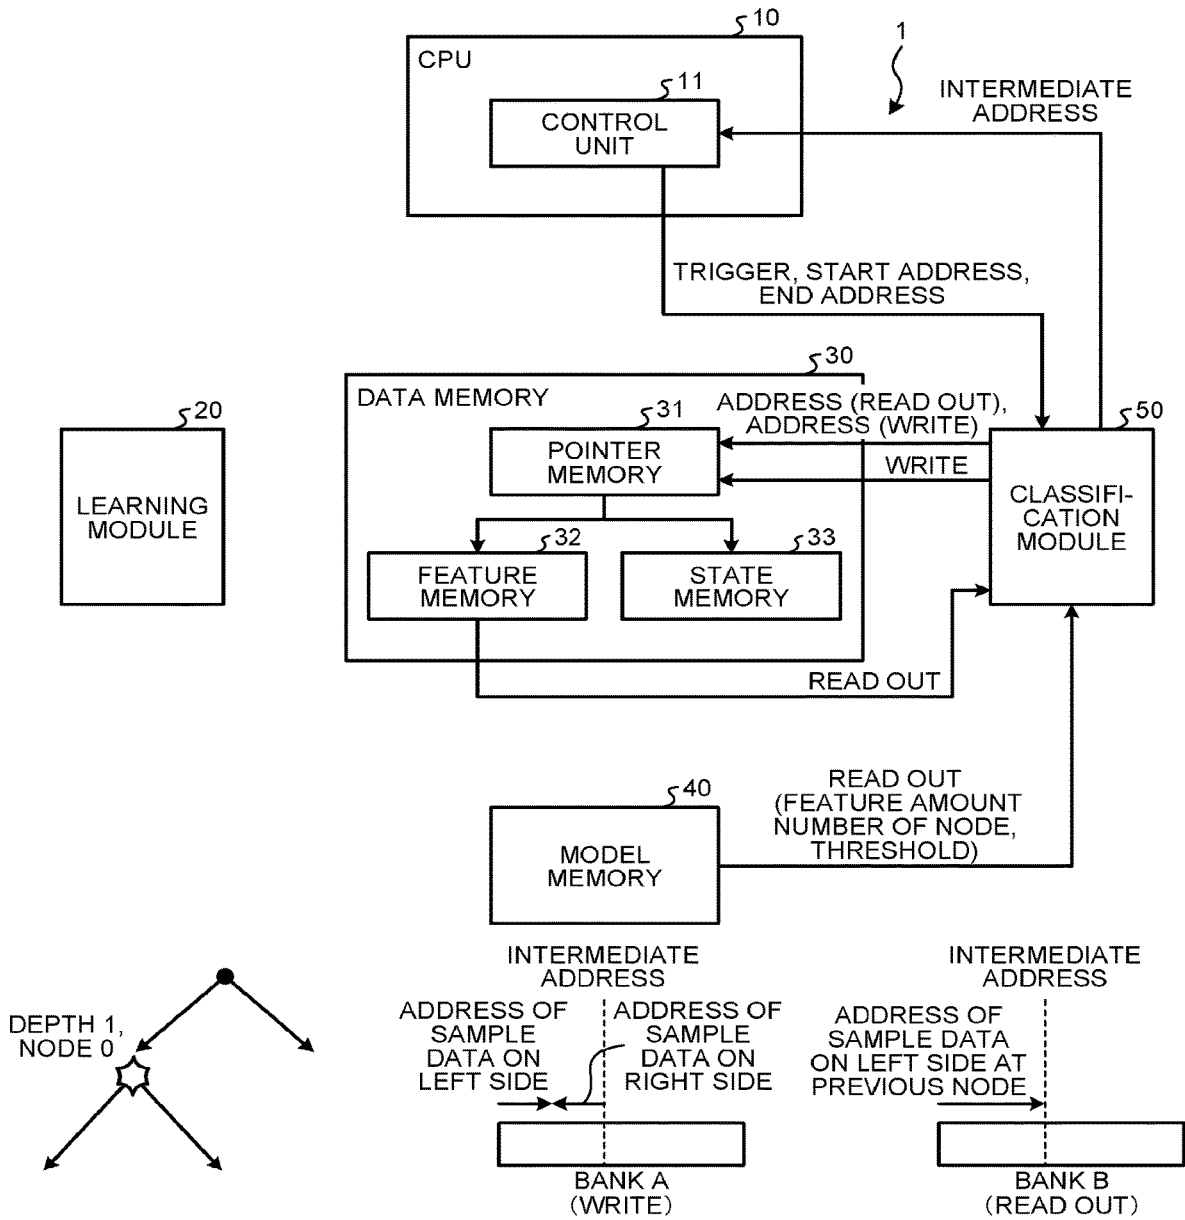 10
1
CPU
11
CONTROL
UNIT
INTERMEDIATE
ADDRESS
TRIGGER, START ADDRESS,
END ADDRESS
30
DATA MEMORY
31
POINTER
MEMORY
ADDRESS (READ OUT),
ADDRESS (WRITE)
WRITE
50
CLASSIFI-
CATION
MODULE
20
LEARNING
MODULE
32
FEATURE
MEMORY
33
STATE
MEMORY
READ OUT
40
MODEL
MEMORY
READ OUT
(FEATURE AMOUNT
NUMBER OF NODE,
THRESHOLD)
DEPTH 1,
NODE 0
INTERMEDIATE
ADDRESS
ADDRESS OF
SAMPLE
DATA ON
LEFT SIDE
ADDRESS OF
SAMPLE
DATA ON
RIGHT SIDE
BANK A
(WRITE)
INTERMEDIATE
ADDRESS
ADDRESS OF
SAMPLE DATA
ON LEFT SIDE AT
PREVIOUS NODE
BANK B
(READ OUT)